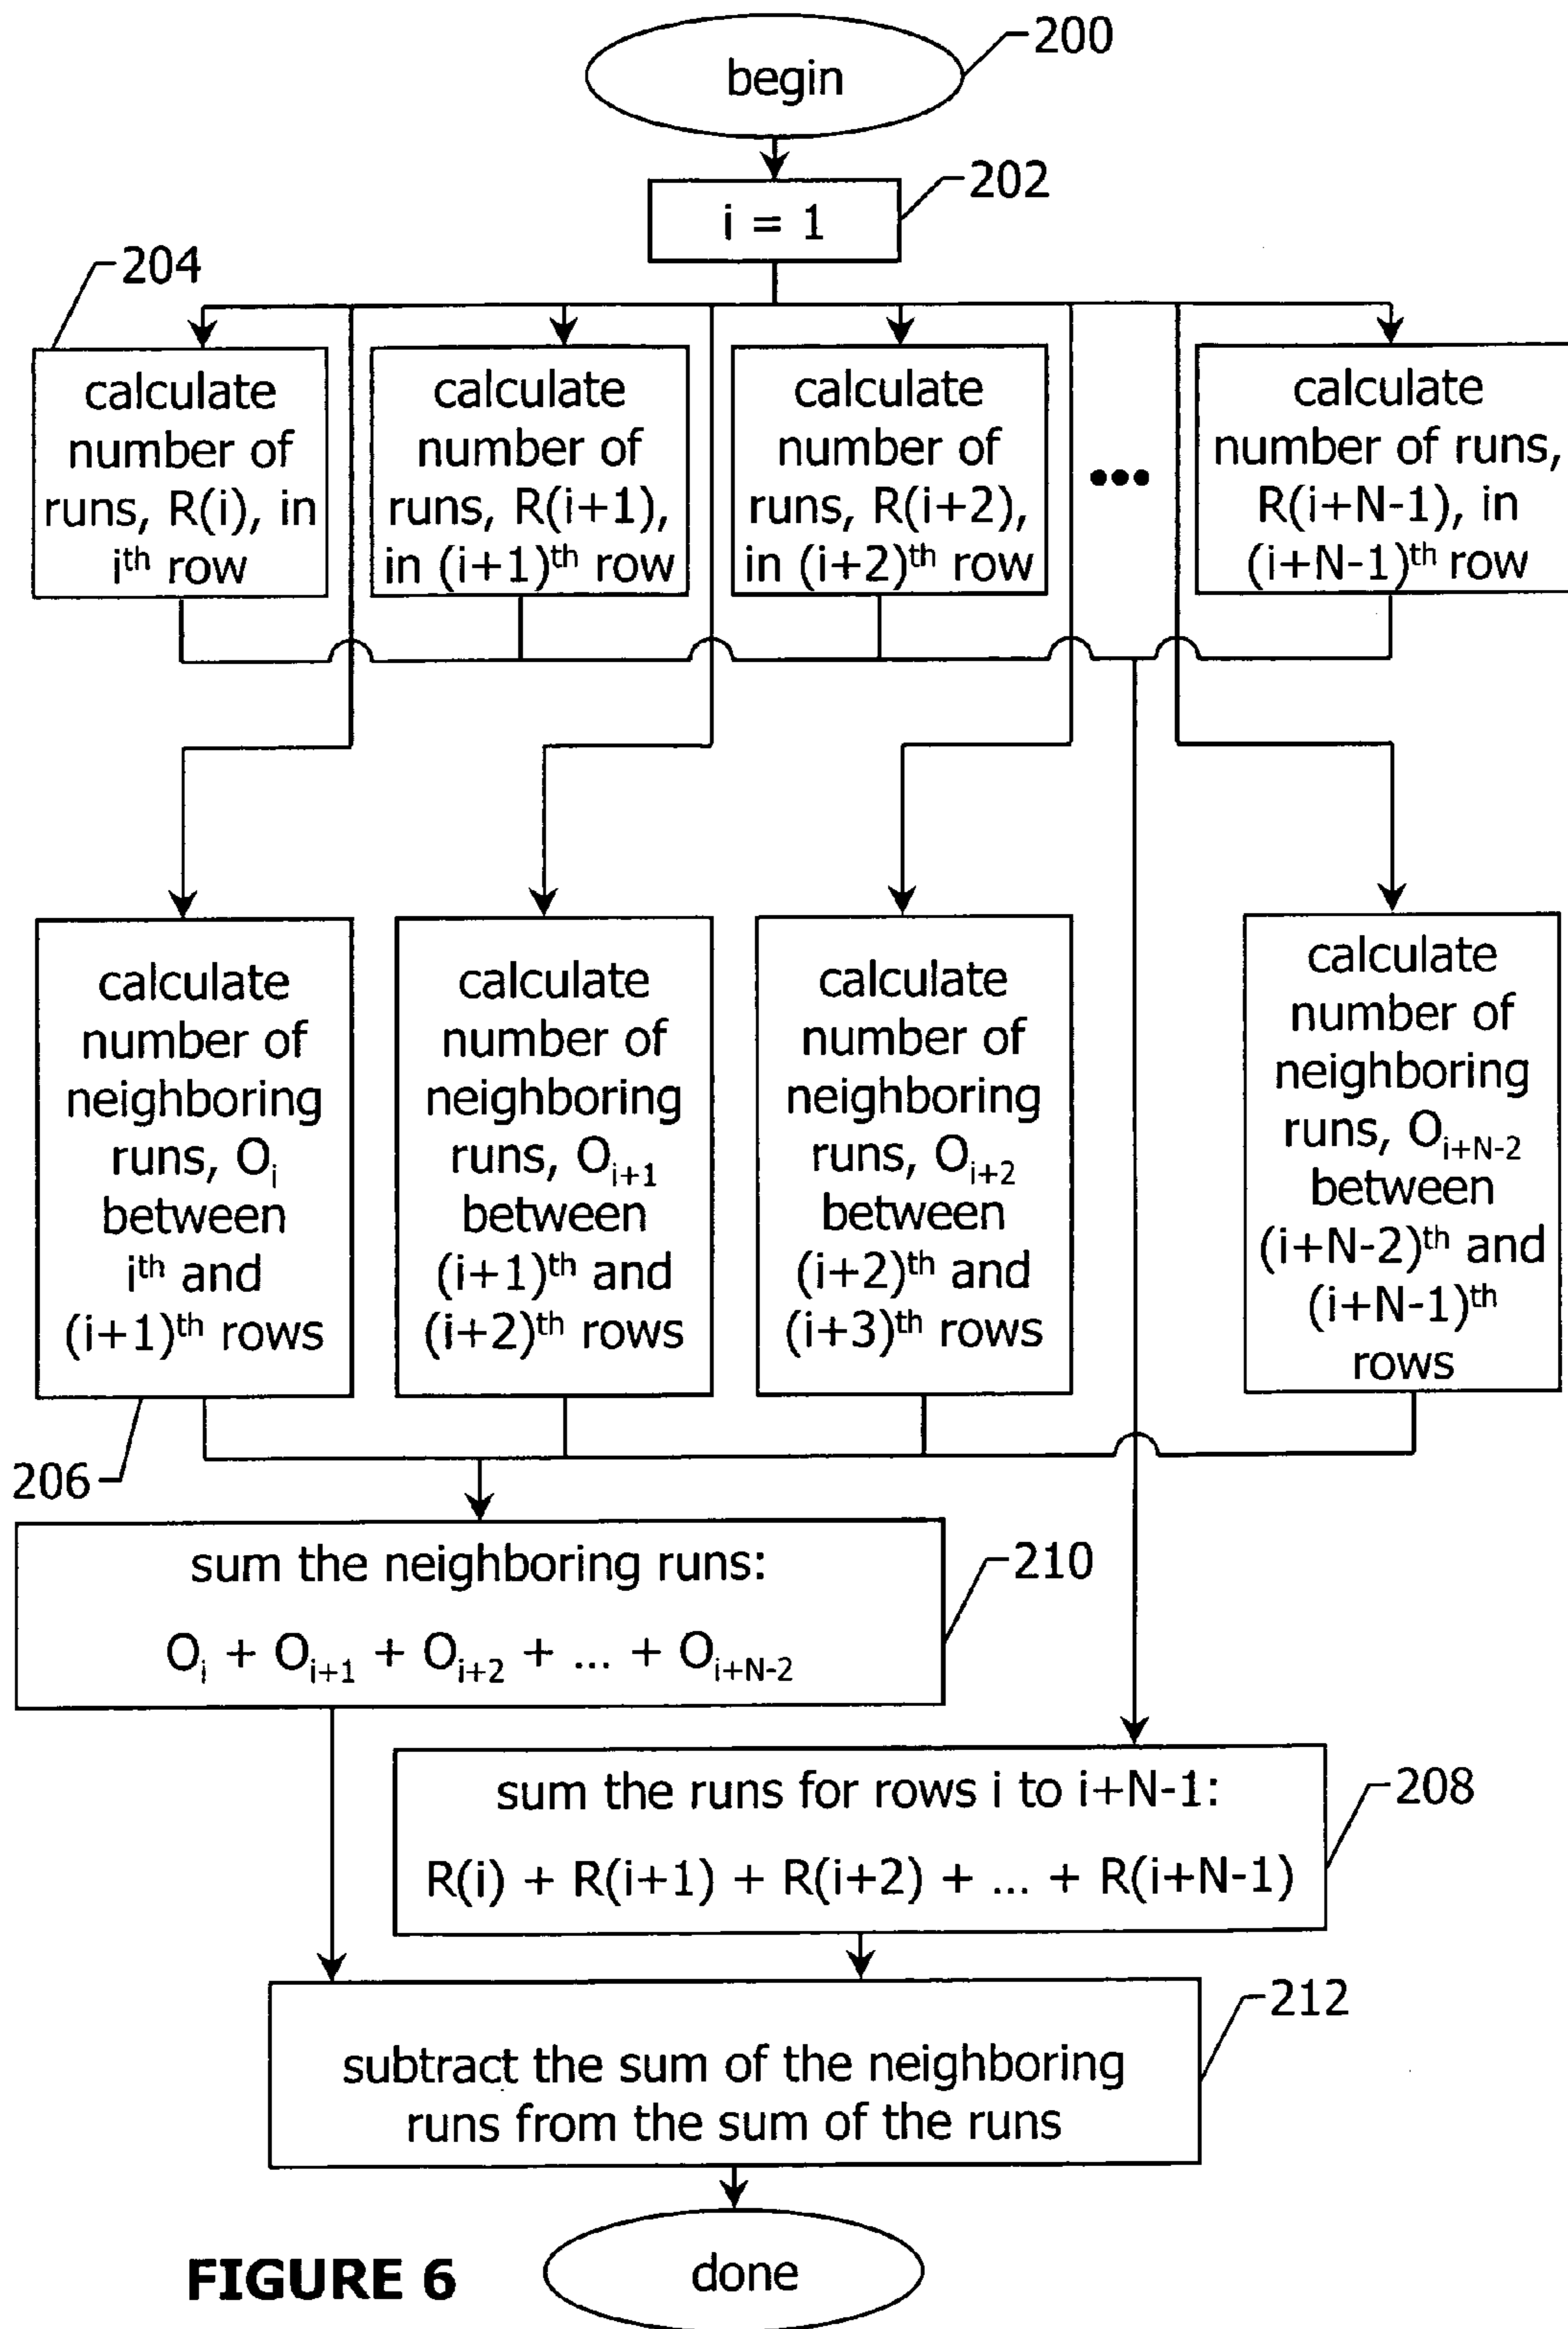 200
begin
202
i = 1
204
calculate
number of
runs, R(i), in
iᵗʰ row
calculate
number of
runs, R(i+1),
in (i+1)ᵗʰ row
calculate
number of
runs, R(i+2),
in (i+2)ᵗʰ row
•••
calculate
number of runs,
R(i+N-1), in
(i+N-1)ᵗʰ row
calculate
number of
neighboring
runs, Oᵢ
between
iᵗʰ and
(i+1)ᵗʰ rows
calculate
number of
neighboring
runs, Oᵢ₊₁
between
(i+1)ᵗʰ and
(i+2)ᵗʰ rows
calculate
number of
neighboring
runs, Oᵢ₊₂
between
(i+2)ᵗʰ and
(i+3)ᵗʰ rows
calculate
number of
neighboring
runs, O_{i+N-2}
between
(i+N-2)ᵗʰ and
(i+N-1)ᵗʰ
rows
206
sum the neighboring runs:
Oᵢ + Oᵢ₊₁ + Oᵢ₊₂ + ... + O_{i+N-2}
210
sum the runs for rows i to i+N-1:
R(i) + R(i+1) + R(i+2) + ... + R(i+N-1)
208
212
subtract the sum of the neighboring
runs from the sum of the runs
done
FIGURE 6